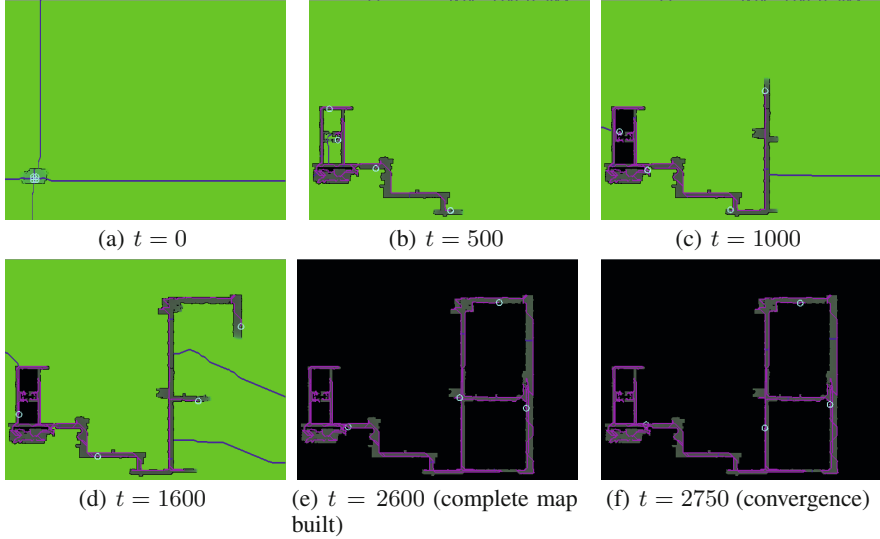 (a) t = 0
(b) t = 500
(c) t = 1000
(d) t = 1600
(e) t = 2600 (complete map
built)
(f) t = 2750 (convergence)